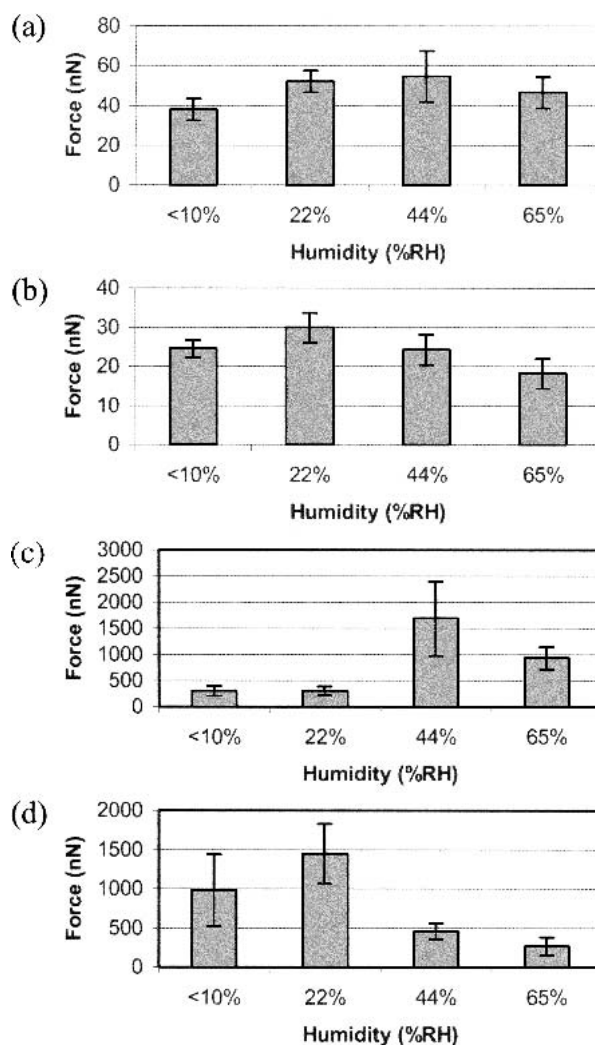 (a)
80
60
40
20
0
Force (nN)
<10% 22% 44% 65%
Humidity (%RH)
(b)
40
30
20
10
0
Force (nN)
<10% 22% 44% 65%
Humidity (%RH)
(c)
3000
2500
2000
1500
1000
500
0
Force (nN)
<10% 22% 44% 65%
Humidity (%RH)
(d)
2000
1500
1000
500
0
Force (nN)
<10% 22% 44% 65%
Humidity (%RH)